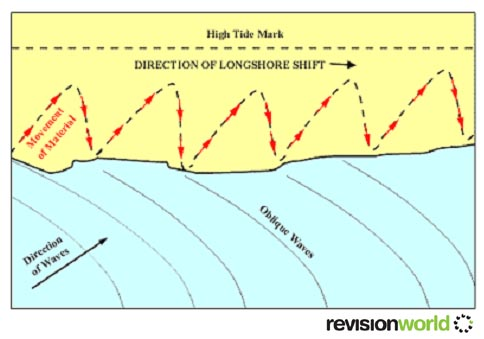 High Tide Mark
DIRECTION OF LONGSHORE SHIFT
Movement
of Material
Oblique Waves
Direction
of Waves
revisionworld